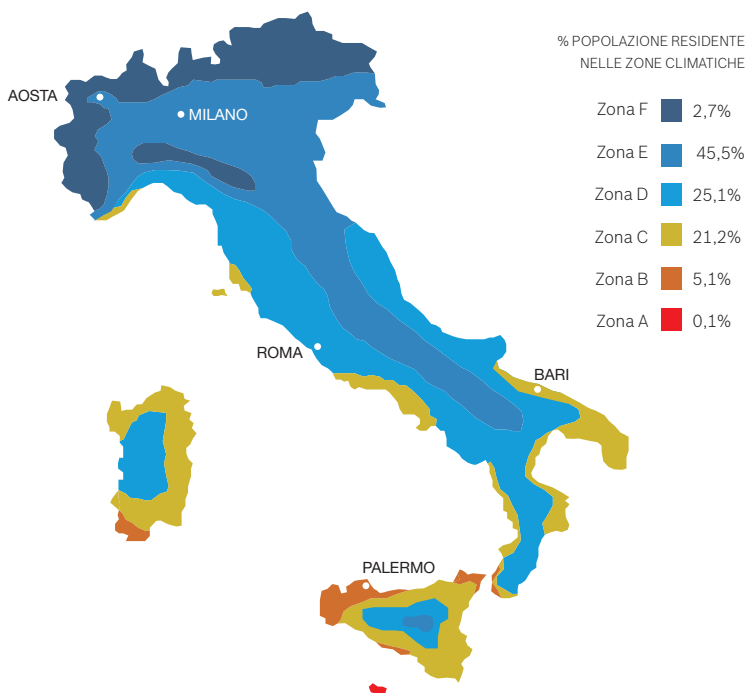 % POPOLAZIONE RESIDENTE
NELLE ZONE CLIMATICHE
AOSTA
MILANO
ROMA
BARI
PALERMO
Zona F 2,7%
Zona E 45,5%
Zona D 25,1%
Zona C 21,2%
Zona B 5,1%
Zona A 0,1%